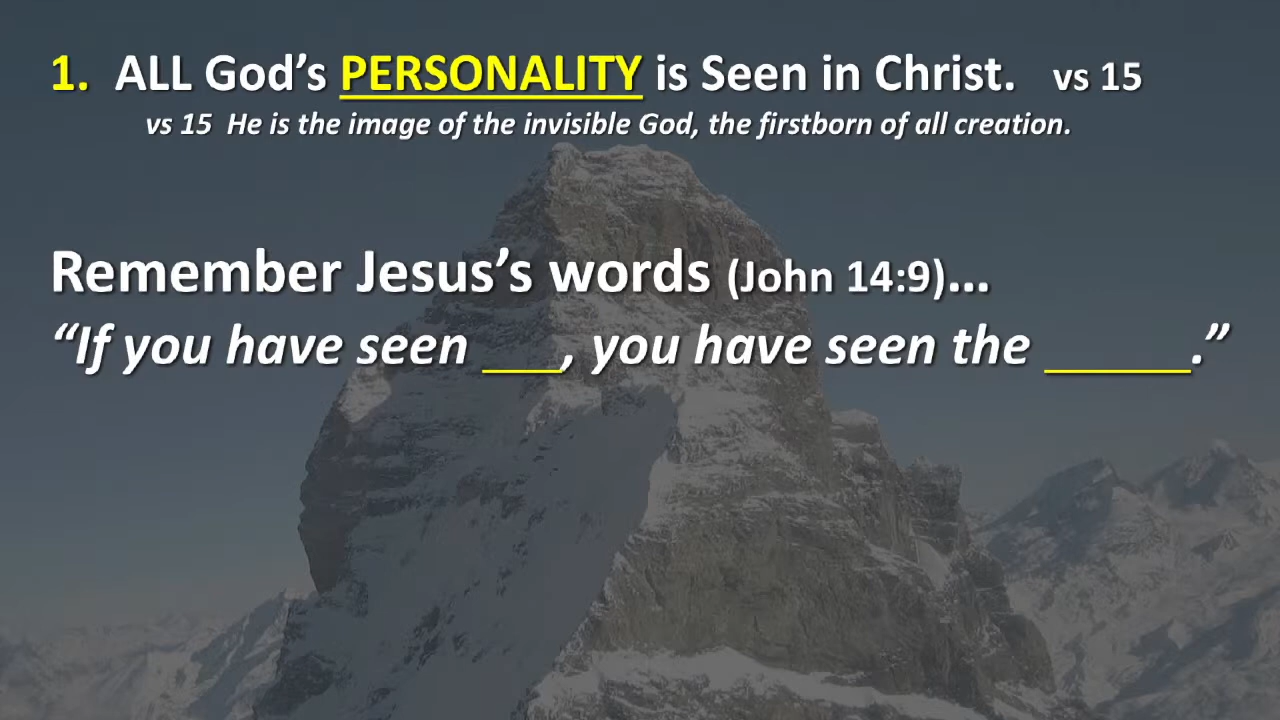 1. ALL God’s PERSONALITY is Seen in Christ. vs 15
vs 15 He is the image of the invisible God, the firstborn of all creation.
Remember Jesus’s words (John 14:9)...
“If you have seen ___, you have seen the ______.”